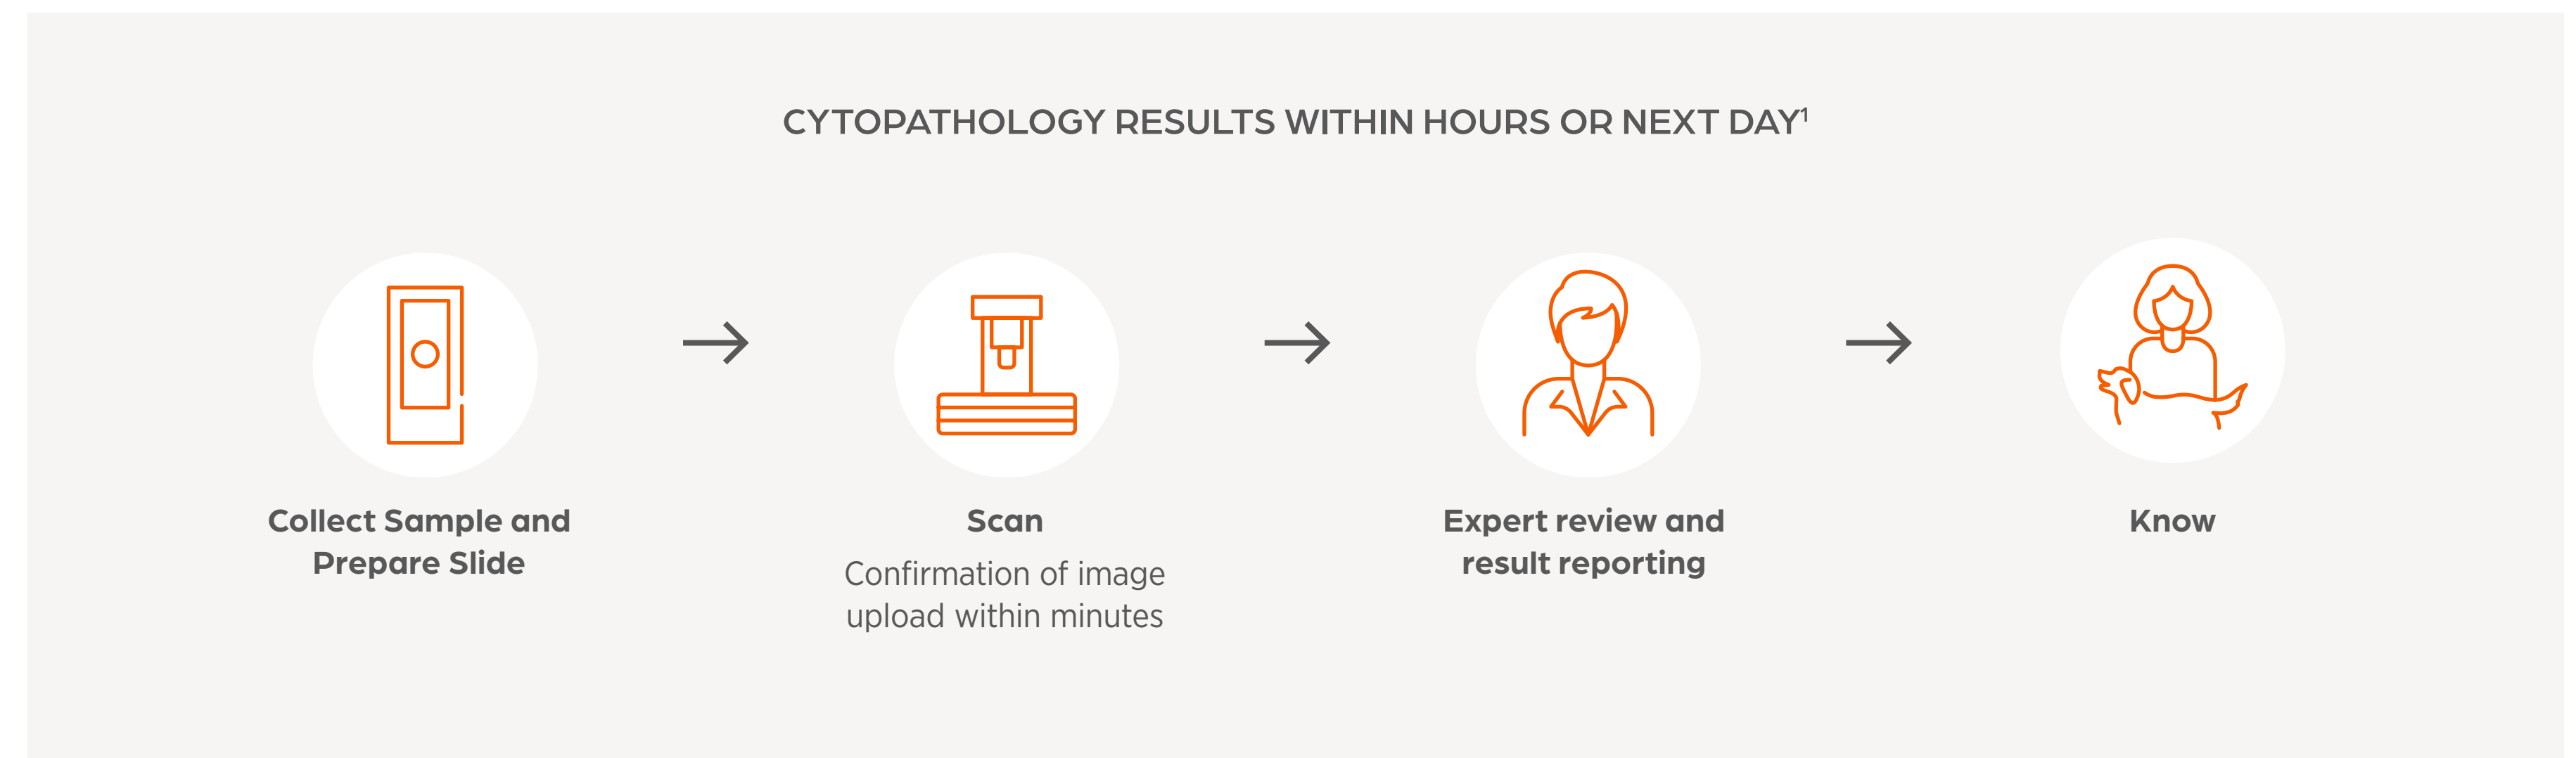 CYTOPATHOLOGY RESULTS WITHIN HOURS OR NEXT DAY¹
Collect Sample and
Prepare Slide
Scan
Confirmation of image
upload within minutes
Expert review and
result reporting
Know